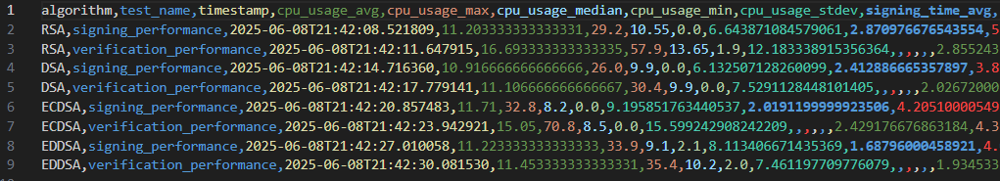 1 algorithm,test_name,timestamp,cpu_usage_avg,cpu_usage_max,cpu_usage_median,cpu_usage_min,cpu_usage_stdev,signing_time_avg,
2 RSA,signing_performance,2025-06-08T21:42:08.521809,11.203333333333331,29.2,10.55,0.0,6.643871084579061,2.870976676543554,5
3 RSA,verification_performance,2025-06-08T21:42:11.647915,16.693333333333335,57.9,13.65,1.9,12.183338915356364,,,,,,2.855243
4 DSA,signing_performance,2025-06-08T21:42:14.716360,10.916666666666666,26.0,9.9,0.0,6.132507128260099,2.412886665357897,3.8
5 DSA,verification_performance,2025-06-08T21:42:17.779141,11.106666666666667,30.4,9.9,0.0,7.5291128448101405,,,,,,2.02672000
6 ECDSA,signing_performance,2025-06-08T21:42:20.857483,11.71,32.8,8.2,0.0,9.195851763440537,2.0191199999923506,4.20510000549
7 ECDSA,verification_performance,2025-06-08T21:42:23.942921,15.05,70.8,8.5,0.0,15.599242908242209,,,,,,2.429176676863184,4.3
8 EDDSA,signing_performance,2025-06-08T21:42:27.010058,11.223333333333333,33.9,9.1,2.1,8.113406671435369,1.68796000458921,4.
9 EDDSA,verification_performance,2025-06-08T21:42:30.081530,11.453333333333331,35.4,10.2,2.0,7.461197709776079,,,,,,1.934533